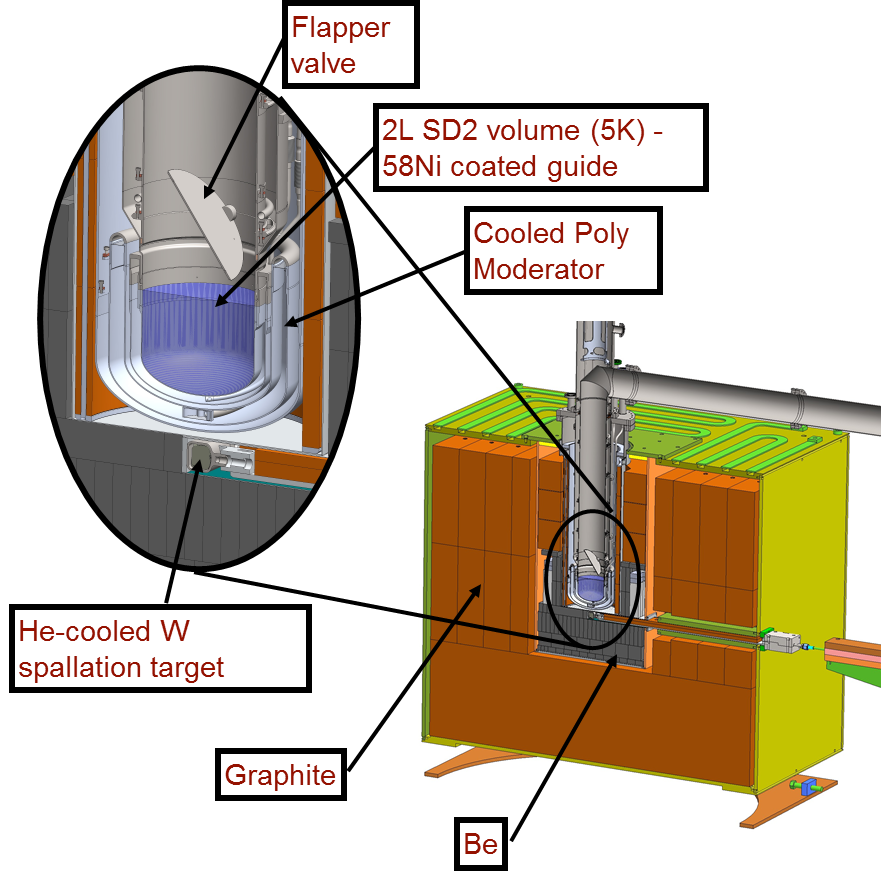 Flapper
valve
2L SD2 volume (5K) -
58Ni coated guide
Cooled Poly
Moderator
He-cooled W
spallation target
Graphite
Be